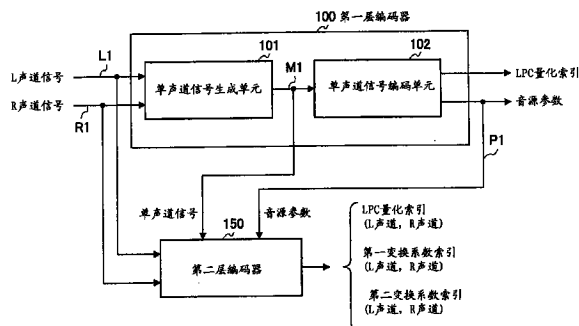 100 第一层编码器
101
102
L1
M1
L声道信号
R声道信号
R1
单声道信号生成单元
单声道信号编码单元
LPC量化索引
音源参数
P1
单声道信号
音源参数
150
第二层编码器
LPC量化索引
(L声道, R声道)
第一变换系数索引
(L声道, R声道)
第二变换系数索引
(L声道, R声道)